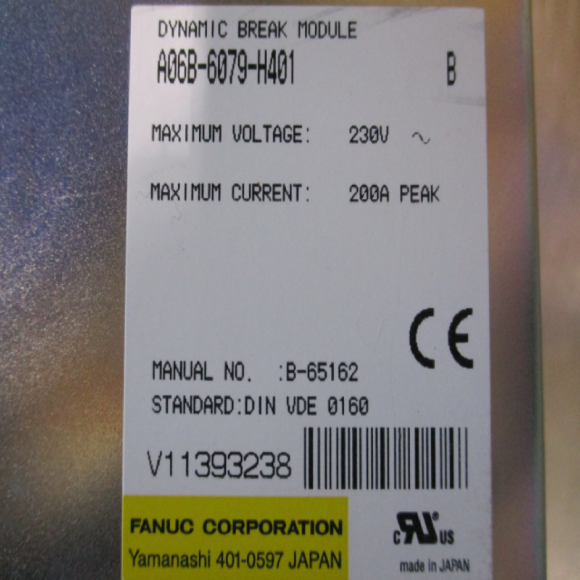 DYNAMIC BREAK MODULE
A06B-6079-H401 B
MAXIMUM VOLTAGE: 230V ~
MAXIMUM CURRENT: 200A PEAK
CE
MANUAL NO. :B-65162
STANDARD:DIN VDE 0160
V11393238
FANUC CORPORATION
Yamanashi 401-0597 JAPAN
c RU US
made in JAPAN